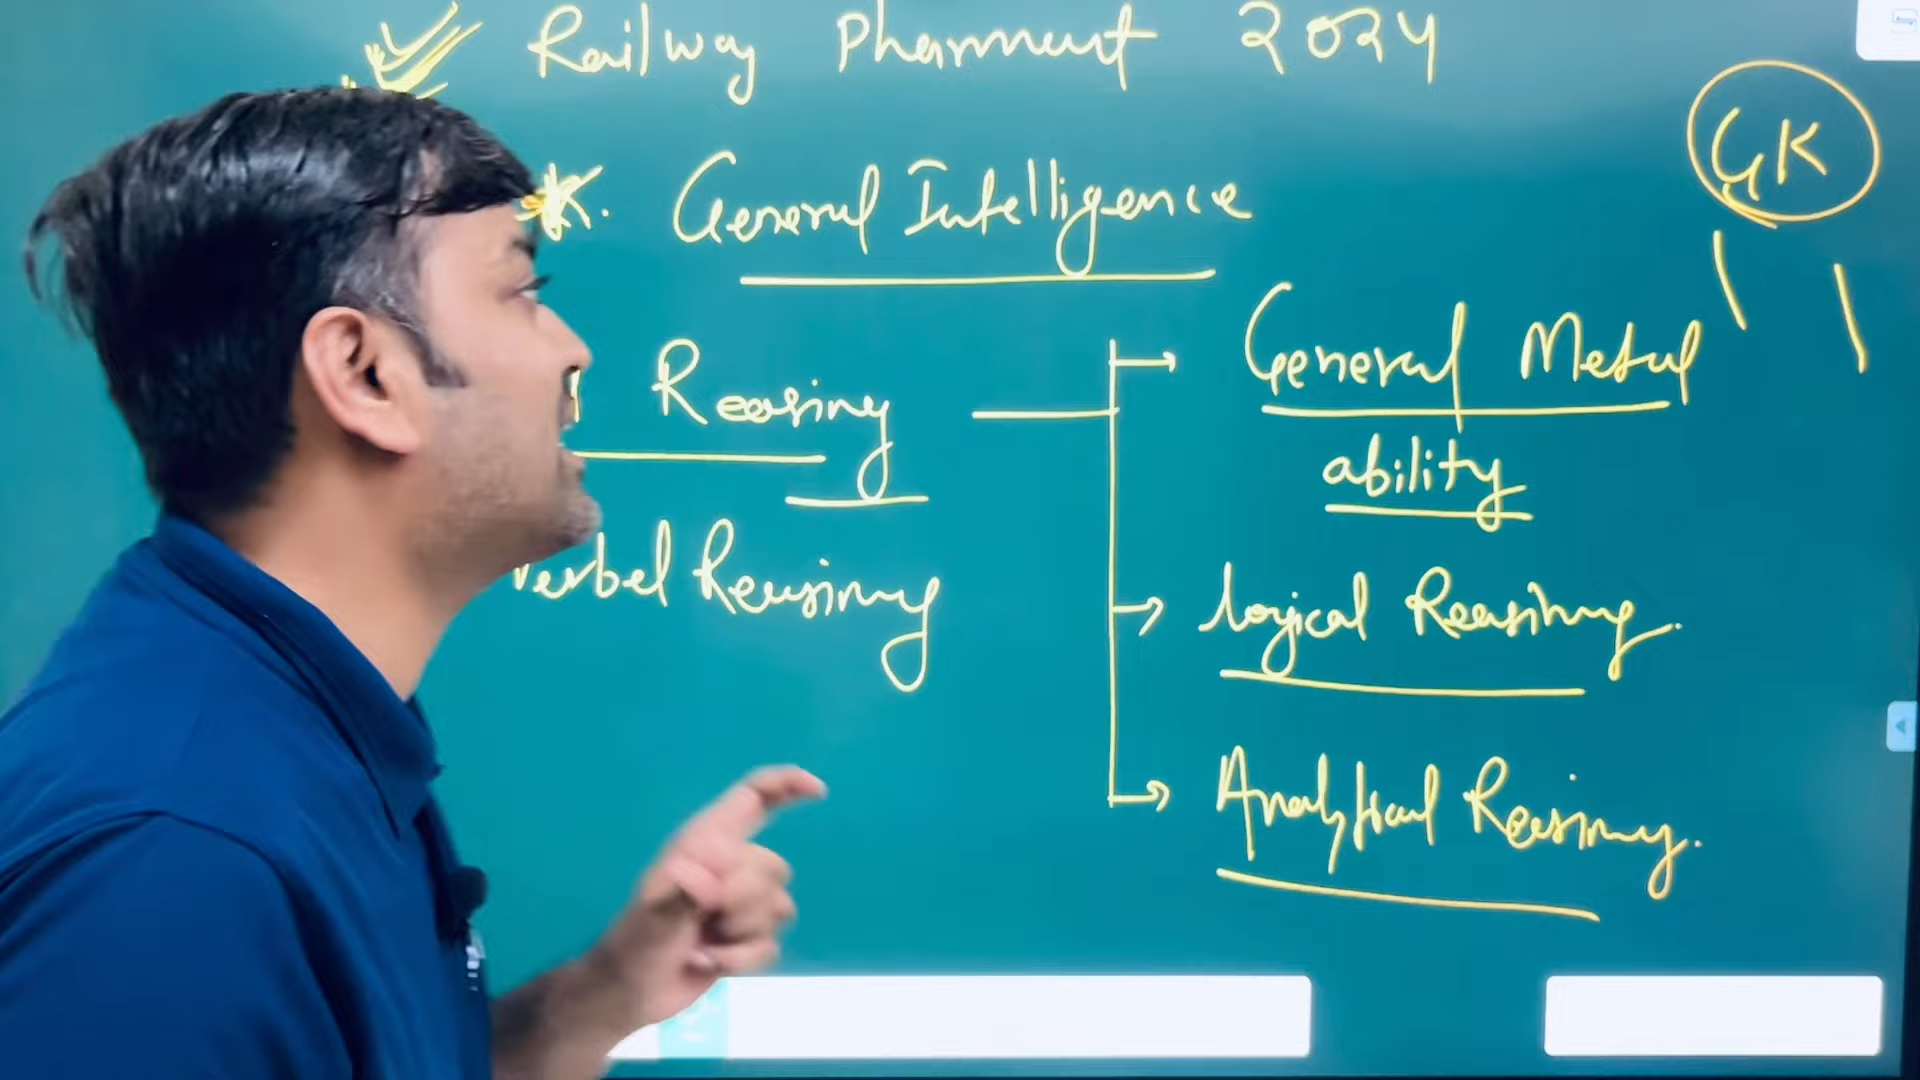 Railway Pharmacist 2024
GK
General Intelligence
Reasoning
General Mental
ability
Verbal Reasoning
Logical Reasoning.
Analytical Reasoning.